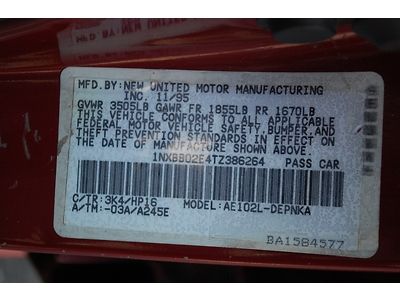 MFD.BY:NEW UNITED MOTOR MANUFACTURING
INC. 11/95
GVWR 3505LB GAWR FR 1855LB RR 1670LB
THIS VEHICLE CONFORMS TO ALL APPLICABLE
FEDERAL MOTOR VEHICLE SAFETY, BUMPER, AND
THEFT PREVENTION STANDARDS IN EFFECT ON
THE DATE OF MANUFACTURE SHOWN ABOVE.
1NXBB02E4TZ386264 PASS CAR
C/TR:3K4/HP16 MODEL:AE102L-DEPNKA
A/TM:-03A/A245E
BA1584577